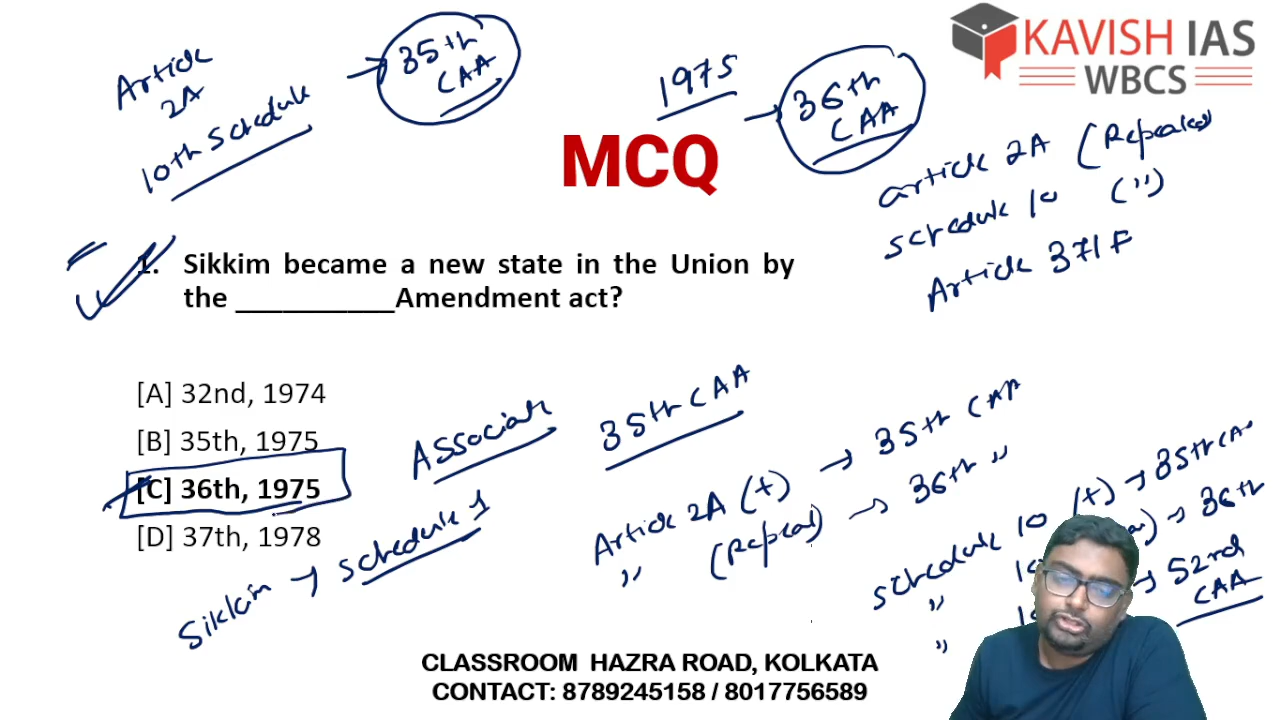 Article
2A
10th Schedule
35th
CAA
1975
36th
CAA
KAVISH IAS
WBCS
MCQ
article 2A (Repealed
schedule 10 (")
Article 371F
1. Sikkim became a new state in the Union by
the __________Amendment act?
[A] 32nd, 1974
[B] 35th, 1975
[C] 36th, 1975
[D] 37th, 1978
Associate
35th CAA
Sikkim → schedule 1
Article 2A (+) → 35th CAA
" (Repeal) → 36th "
schedule 10 (+) → 35th CAA
" → 36th
" → 52nd
CAA
CLASSROOM HAZRA ROAD, KOLKATA
CONTACT: 8789245158 / 8017756589